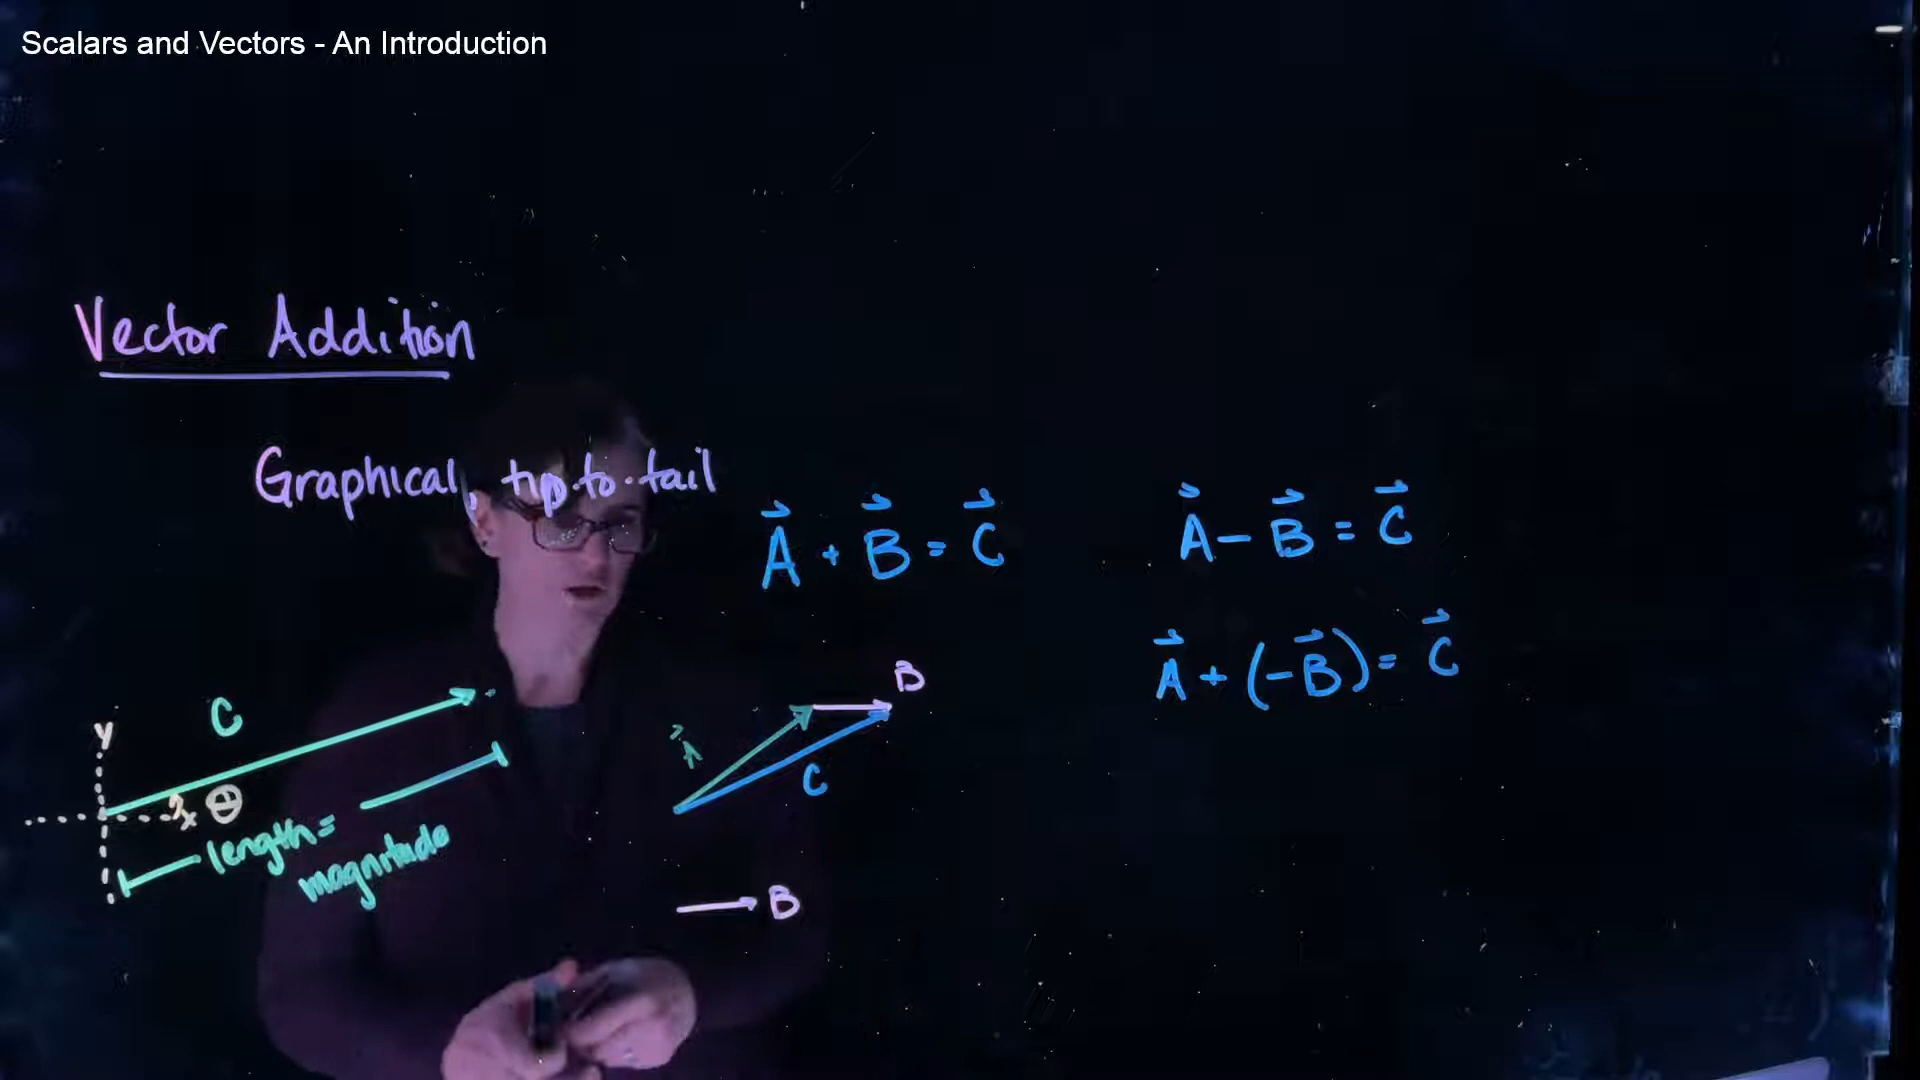 Scalars and Vectors - An Introduction
Vector Addition
Graphical, tip-to-tail
A⃗ + B⃗ = C⃗
A⃗ - B⃗ = C⃗
A⃗ + (-B⃗) = C⃗
y
C
x
θ
length =
magnitude
A⃗
B
C
B